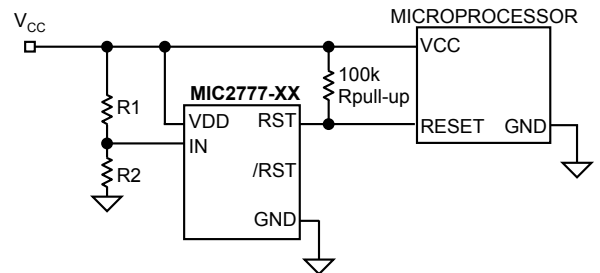 VCC
MICROPROCESSOR
VCC
100k
Rpull-up
R1
MIC2777-XX
VDD
RST
IN
RESET
GND
R2
/RST
GND